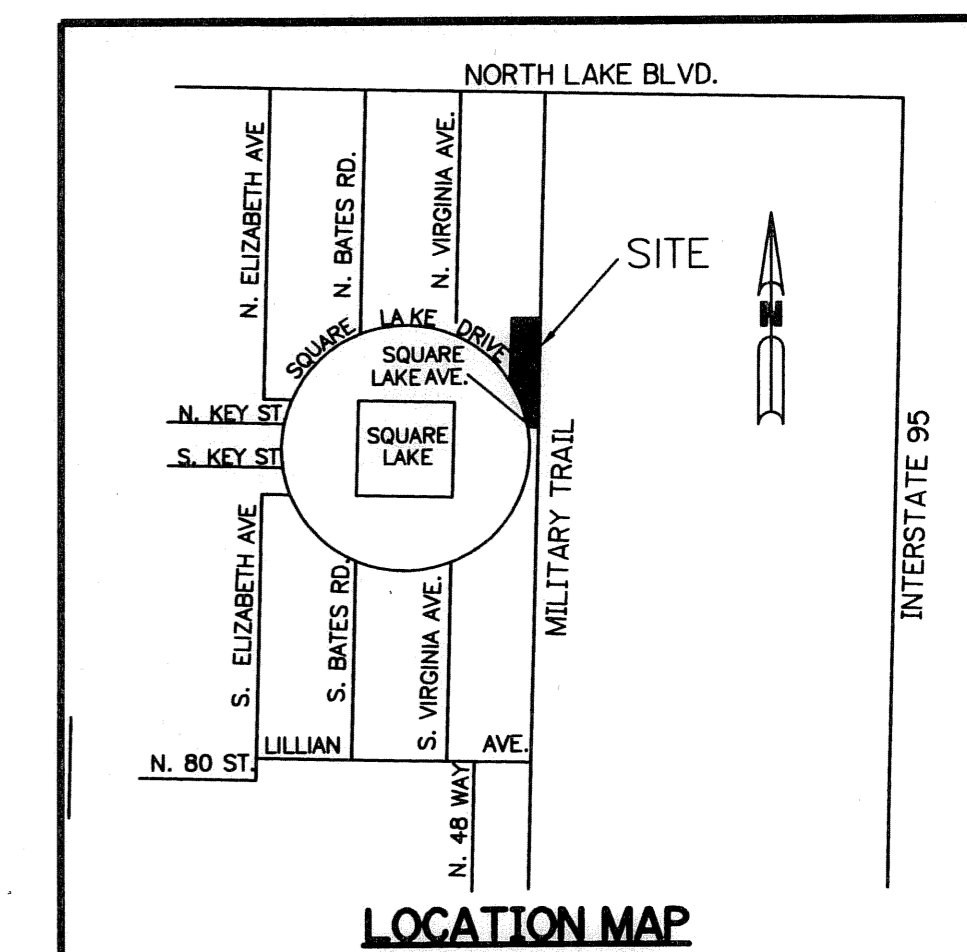 NORTH LAKE BLVD.
N. ELIZABETH AVE
N. BATES RD.
N. VIRGINIA AVE.
SITE
N
SQUARE LAKE DRIVE
SQUARE
LAKE AVE.
N. KEY ST.
S. KEY ST.
SQUARE
LAKE
MILITARY TRAIL
INTERSTATE 95
S. ELIZABETH AVE
S. BATES RD.
S. VIRGINIA AVE.
LILLIAN AVE.
N. 80 ST.
N. 48 WAY
LOCATION MAP